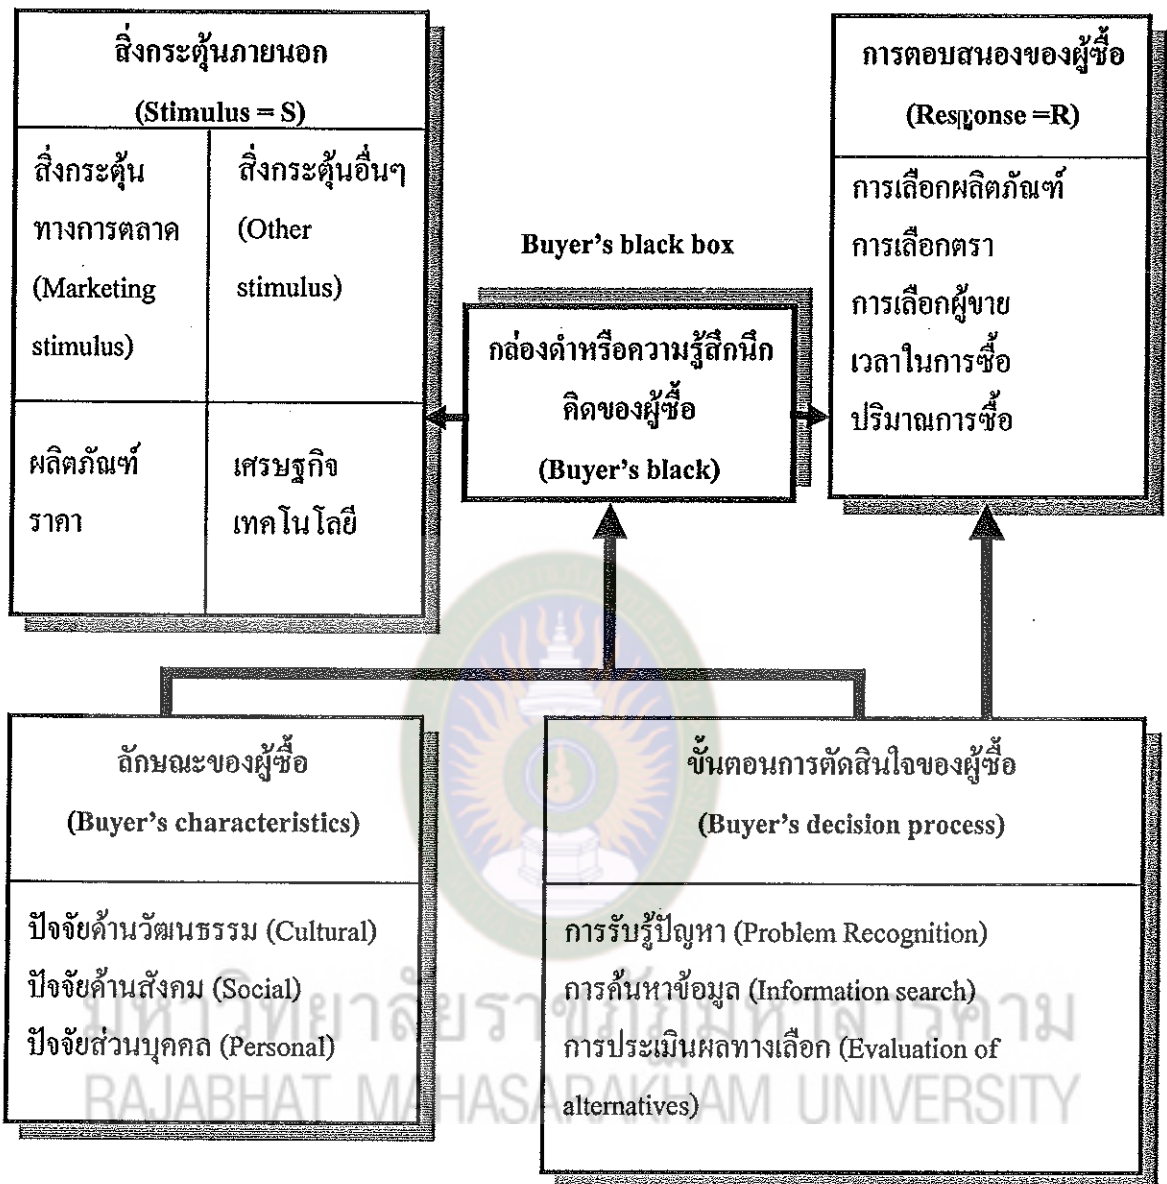 สิ่งกระตุ้นภายนอก
(Stimulus = S)
สิ่งกระตุ้น
ทางการตลาด
(Marketing
stimulus)
สิ่งกระตุ้นอื่นๆ
(Other
stimulus)
ผลิตภัณฑ์
ราคา
เศรษฐกิจ
เทคโนโลยี
Buyer's black box
กล่องดำหรือความรู้สึกนึก
คิดของผู้ซื้อ
(Buyer's black)
การตอบสนองของผู้ซื้อ
(Response =R)
การเลือกผลิตภัณฑ์
การเลือกตรา
การเลือกผู้ขาย
เวลาในการซื้อ
ปริมาณการซื้อ
ลักษณะของผู้ซื้อ
(Buyer's characteristics)
ปัจจัยด้านวัฒนธรรม (Cultural)
ปัจจัยด้านสังคม (Social)
ปัจจัยส่วนบุคคล (Personal)
ขั้นตอนการตัดสินใจของผู้ซื้อ
(Buyer's decision process)
การรับรู้ปัญหา (Problem Recognition)
การค้นหาข้อมูล (Information search)
การประเมินผลทางเลือก (Evaluation of
alternatives)
มหาวิทยาลัยราชภัฏมหาสารคาม
RAJABHAT MAHASARAKHAM UNIVERSITY